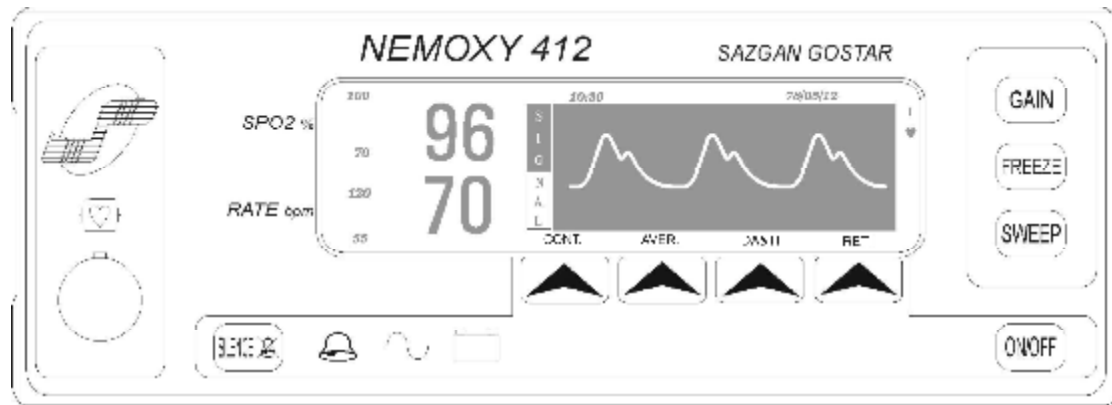 NEMOXY 412
SAZGAN GOSTAR
SPO2 %
100
70
96
RATE bpm
120
55
70
10:30
SIGNAL
CONT.
AVER.
RET
GAIN
FREEZE
SWEEP
ON/OFF